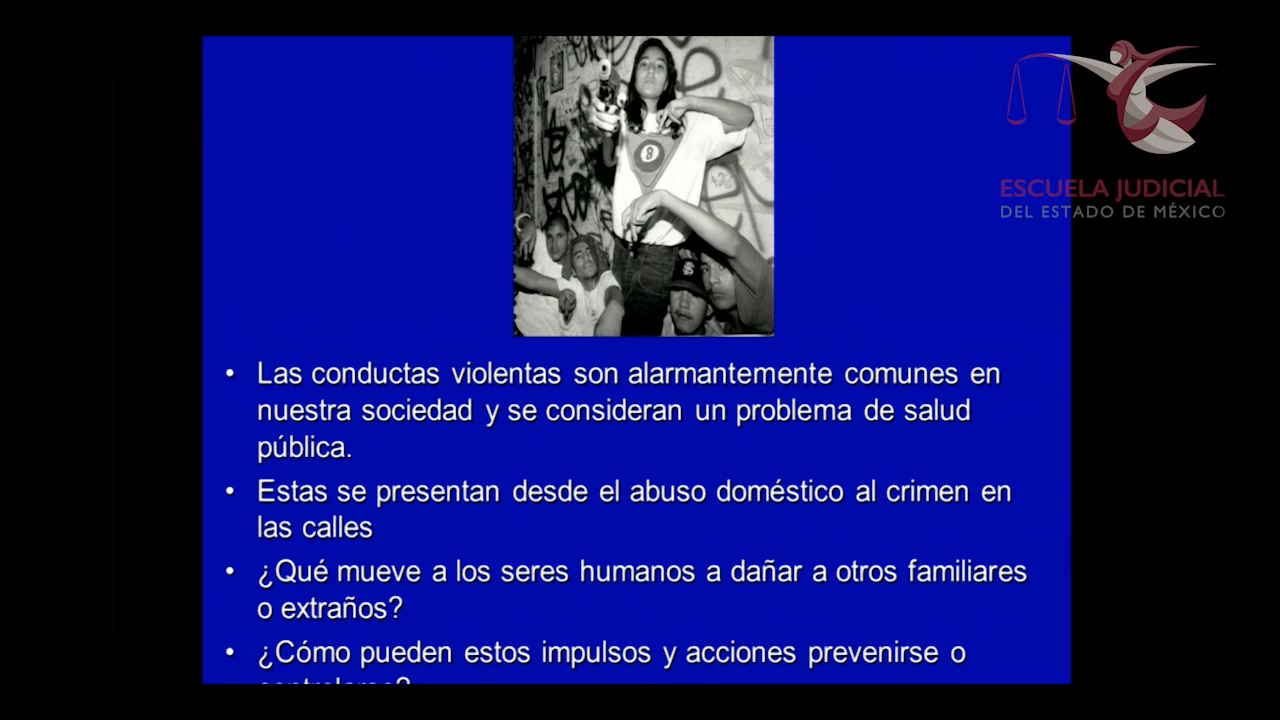 8
ESCUELA JUDICIAL
DEL ESTADO DE MÉXICO
• Las conductas violentas son alarmantemente comunes en
nuestra sociedad y se consideran un problema de salud
pública.
• Estas se presentan desde el abuso doméstico al crimen en
las calles
• ¿Qué mueve a los seres humanos a dañar a otros familiares
o extraños?
• ¿Cómo pueden estos impulsos y acciones prevenirse o